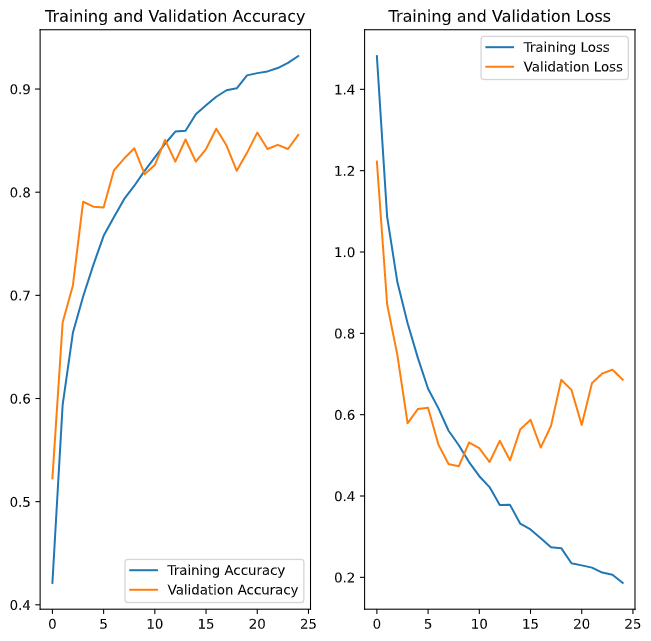 Training and Validation Accuracy
0.9
0.8
0.7
0.6
0.5
0.4
0 5 10 15 20 25
Training Accuracy
Validation Accuracy
Training and Validation Loss
Training Loss
Validation Loss
1.4
1.2
1.0
0.8
0.6
0.4
0.2
0 5 10 15 20 25